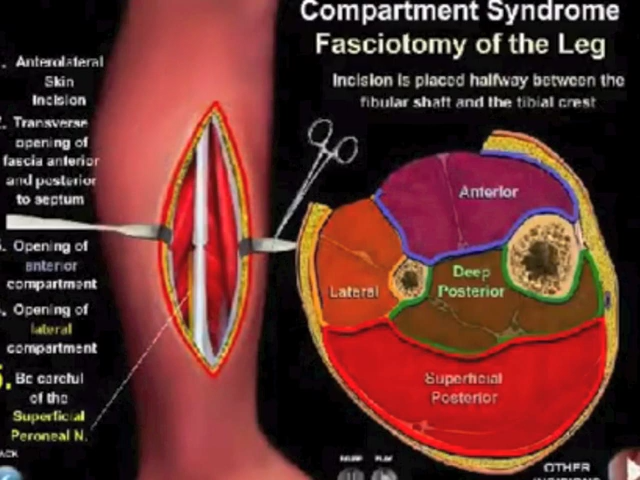 Compartment Syndrome
Fasciotomy of the Leg
Incision is placed halfway between the
fibular shaft and the tibial crest
. Anterolateral
Skin
Incision
. Transverse
opening of
fascia anterior
and posterior
to septum
. Opening of
anterior
compartment
. Opening of
lateral
compartment
5. Be careful
of the
Superficial
Peroneal N.
Anterior
Lateral
Deep
Posterior
Superficial
Posterior
OTHER